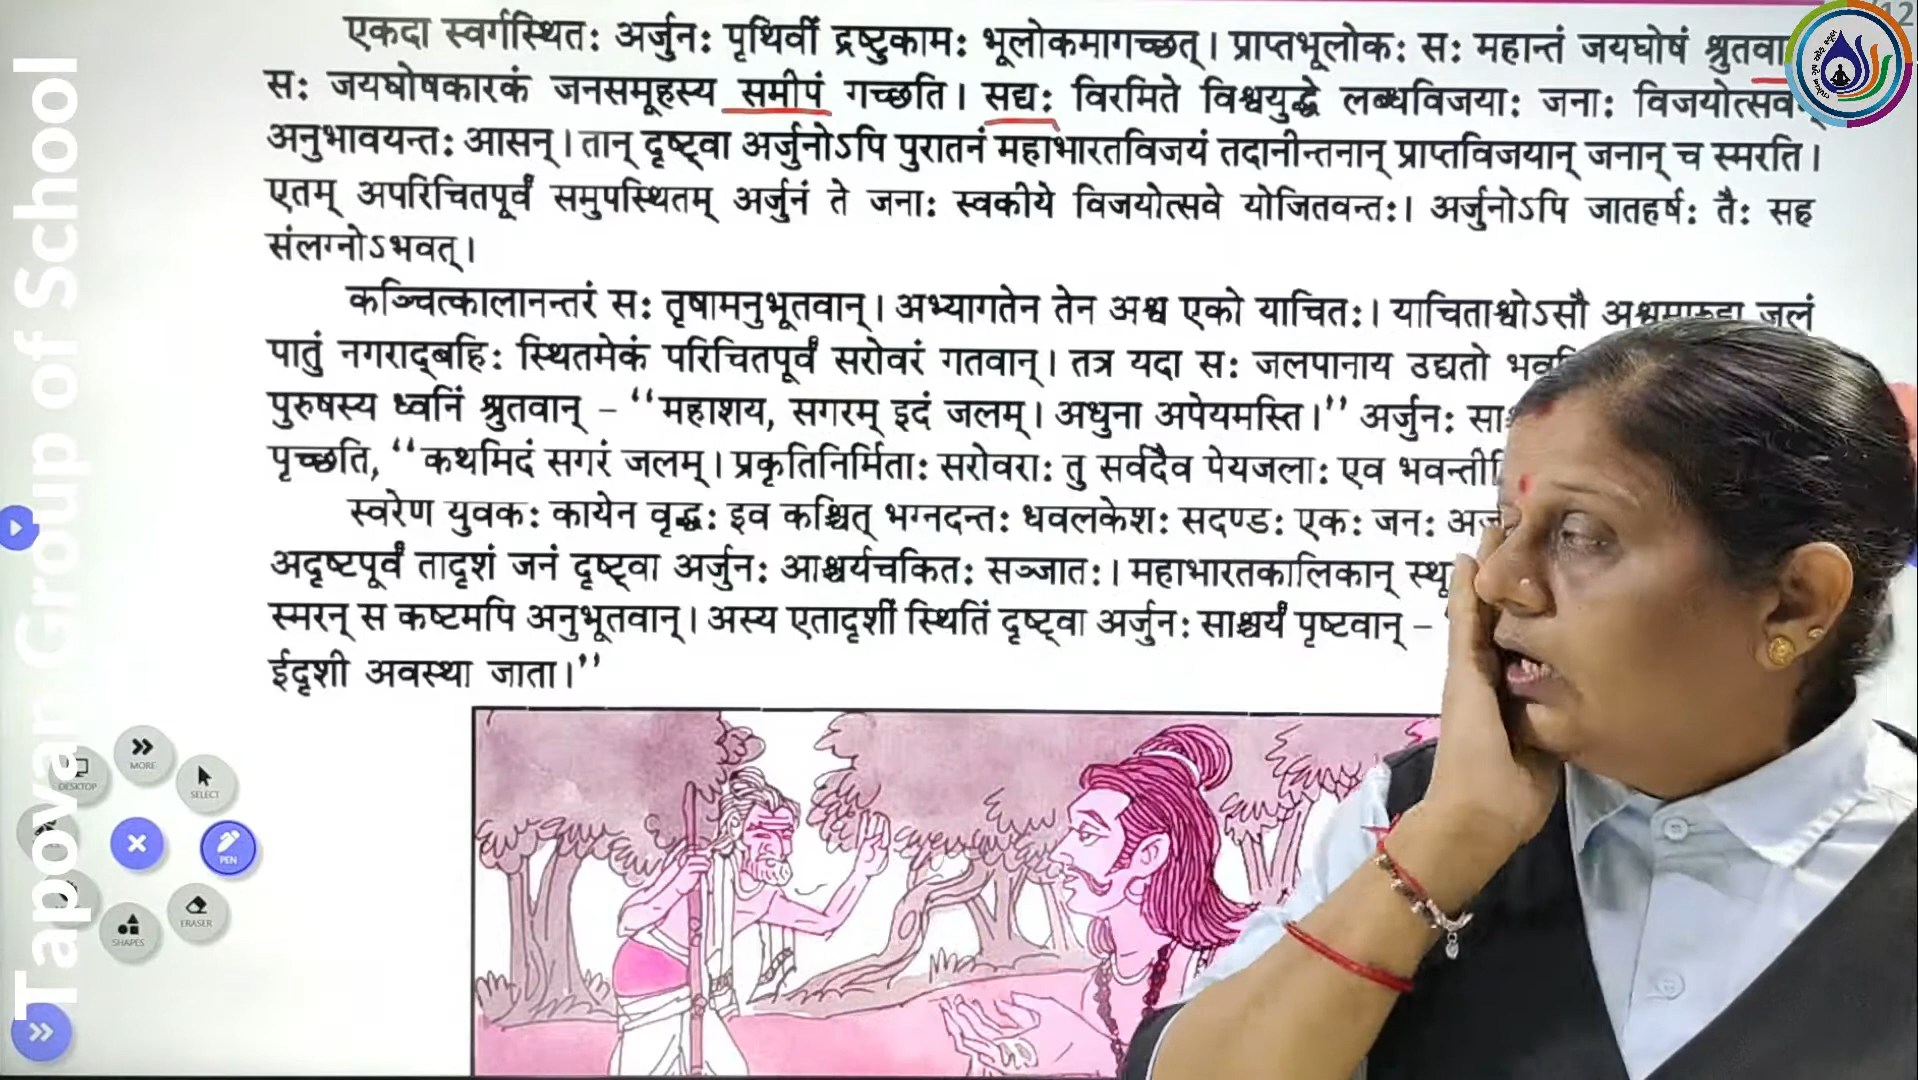 एकदा स्वर्गस्थितः अर्जुनः पृथिवीं द्रष्टुकामः भूलोकमागच्छत्। प्राप्तभूलोकः सः महान्तं जयघोषं
सः जयघोषकारकं जनसमूहस्य समीपं गच्छति। सद्यः विरमिते विश्वयुद्धे लब्धविजयाः जनाः
अनुभावयन्तः आसन्। तान् दृष्ट्वा अर्जुनोऽपि पुरातनं महाभारतविजयं तदानीन्तनान् प्राप्तविजयान् जनान् च स्मरति।
एतम् अपरिचितपूर्वं समुपस्थितम् अर्जुनं ते जनाः स्वकीये विजयोत्सवे योजितवन्तः। अर्जुनोऽपि जातहर्षः तैः सह
संलग्नोऽभवत्।
कञ्चित्कालानन्तरं सः तृषामनुभूतवान्। अभ्यागतेन तेन अश्व एको याचितः। याचिताश्वोऽसौ जलं
पातुं नगराद्बहिः स्थितमेकं परिचितपूर्वं सरोवरं गतवान्। तत्र यदा सः जलपानाय उद्यतो
पुरुषस्य ध्वनिं श्रुतवान् – “महाशय, सगरम् इदं जलम्। अधुना अपेयमस्ति।” अर्जुनः
पृच्छति, “कथमिदं सगरं जलम्। प्रकृतिनिर्मिताः सरोवराः तु सर्वदैव पेयजलाः एव
स्वरेण युवकः कायेन वृद्धः इव कश्चित् भग्नदन्तः धवलकेशः सदण्डः एकः जनः
अदृष्टपूर्वं तादृशं जनं दृष्ट्वा अर्जुनः आश्चर्यचकितः सञ्जातः। महाभारतकालिकान्
स्मरन् स कष्टमपि अनुभूतवान्। अस्य एतादृशीं स्थितिं दृष्ट्वा अर्जुनः साश्चर्यं पृष्टवान् –
ईदृशी अवस्था जाता।”
Tapovan Group of School
MORE
DESKTOP
SELECT
PEN
ERASER
SHAPES